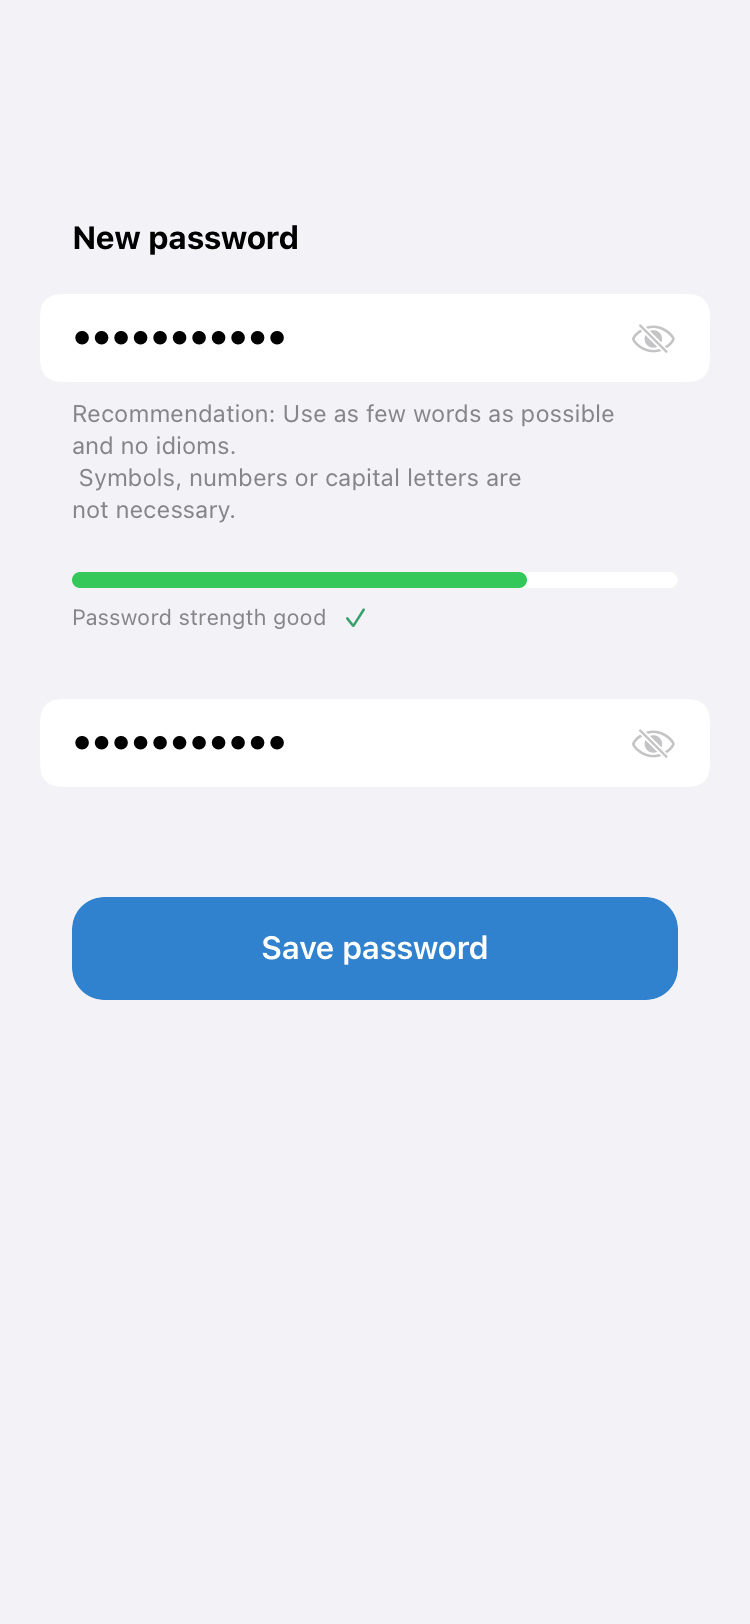 New password
●●●●●●●●●●●
Recommendation: Use as few words as possible
and no idioms.
Symbols, numbers or capital letters are
not necessary.
Password strength good
●●●●●●●●●●●
Save password